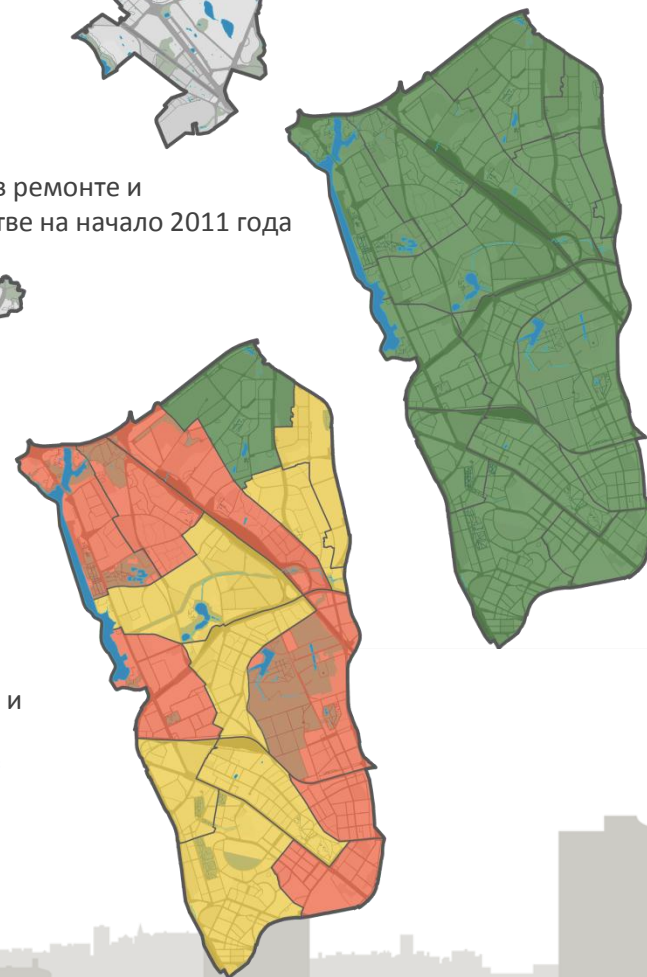 в ремонте и
тве на начало 2011 года
и